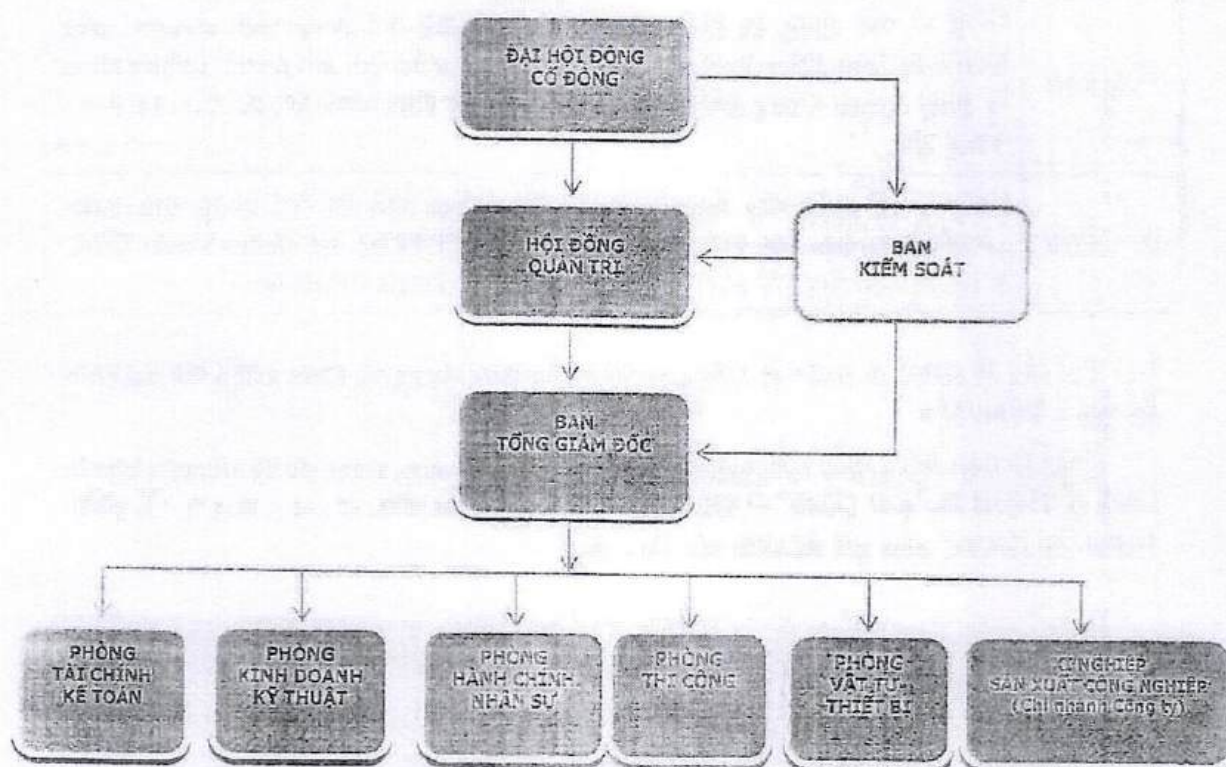 ĐẠI HỘI ĐỒNG
CỔ ĐÔNG
HỘI ĐỒNG
QUẢN TRỊ
BAN
KIỂM SOÁT
BAN
TỔNG GIÁM ĐỐC
PHÒNG
TÀI CHÍNH
KẾ TOÁN
PHÒNG
KINH DOANH
KỸ THUẬT
PHÒNG
HÀNH CHÍNH
NHÂN SỰ
PHÒNG
THI CÔNG
PHÒNG
VẬT TƯ
THIẾT BỊ
XÍ NGHIỆP
SẢN XUẤT CÔNG NGHIỆP
(Chi nhánh Công ty)